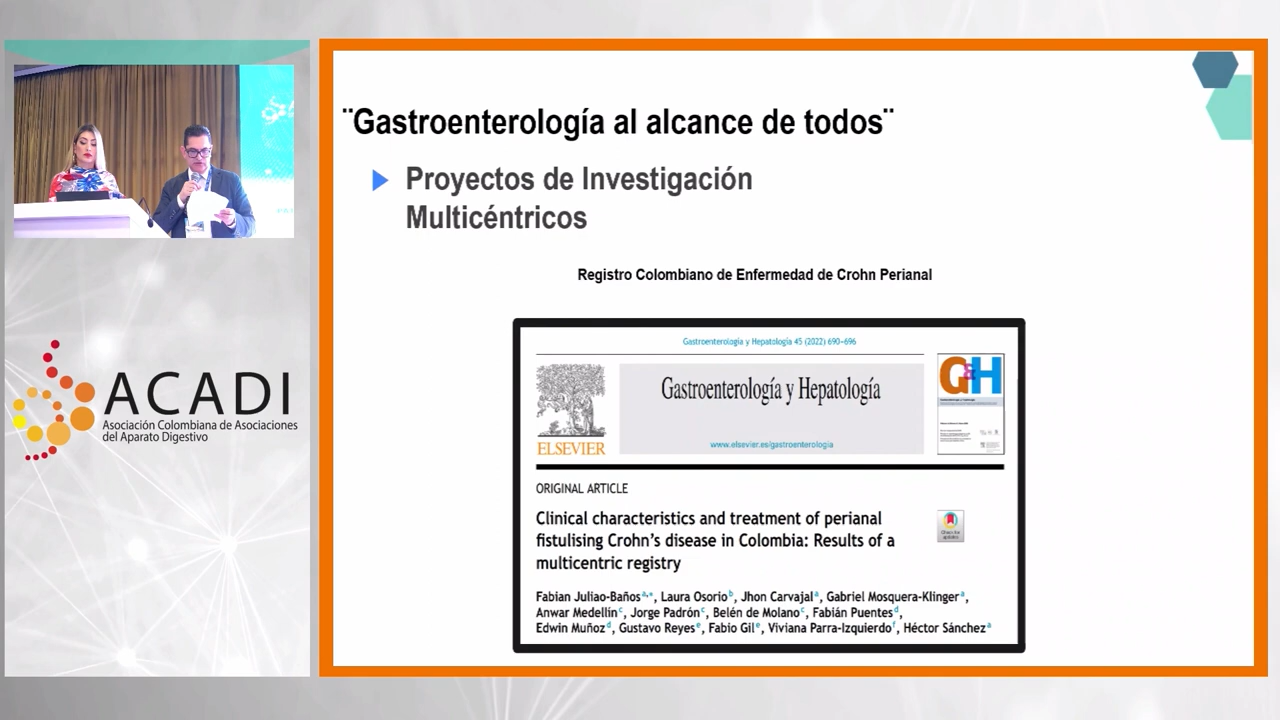 ¨Gastroenterología al alcance de todos¨
Proyectos de Investigación
Multicéntricos
Registro Colombiano de Enfermedad de Crohn Perianal
Gastroenterología y Hepatología 45 (2022) 690-696
Gastroenterología y Hepatología
www.elsevier.es/gastroenterologia
ELSEVIER
G&H
ORIGINAL ARTICLE
Clinical characteristics and treatment of perianal
fistulising Crohn's disease in Colombia: Results of a
multicentric registry
Check for
updates
Fabian Juliao-Baños a,*, Laura Osorio b, Jhon Carvajal a, Gabriel Mosquera-Klinger a,
Anwar Medellín c, Jorge Padrón c, Belén de Molano c, Fabián Puentes d,
Edwin Muñoz d, Gustavo Reyes e, Fabio Gil e, Viviana Parra-Izquierdo f, Héctor Sánchez a
ACADI
Asociación Colombiana de Asociaciones
del Aparato Digestivo